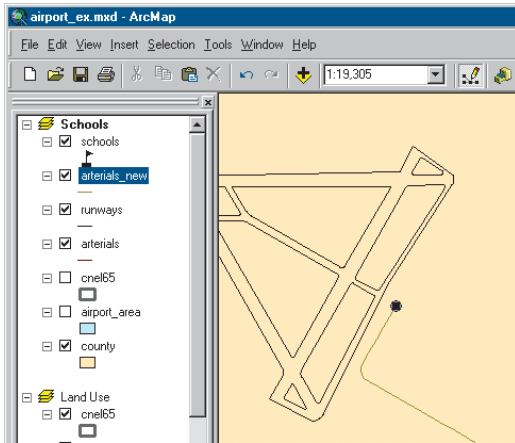 airport_ex.mxd - ArcMap
File Edit View Insert Selection Tools Window Help
1:19,305
Schools
schools
arterials_new
runways
arterials
cnel65
airport_area
county
Land Use
cnel65